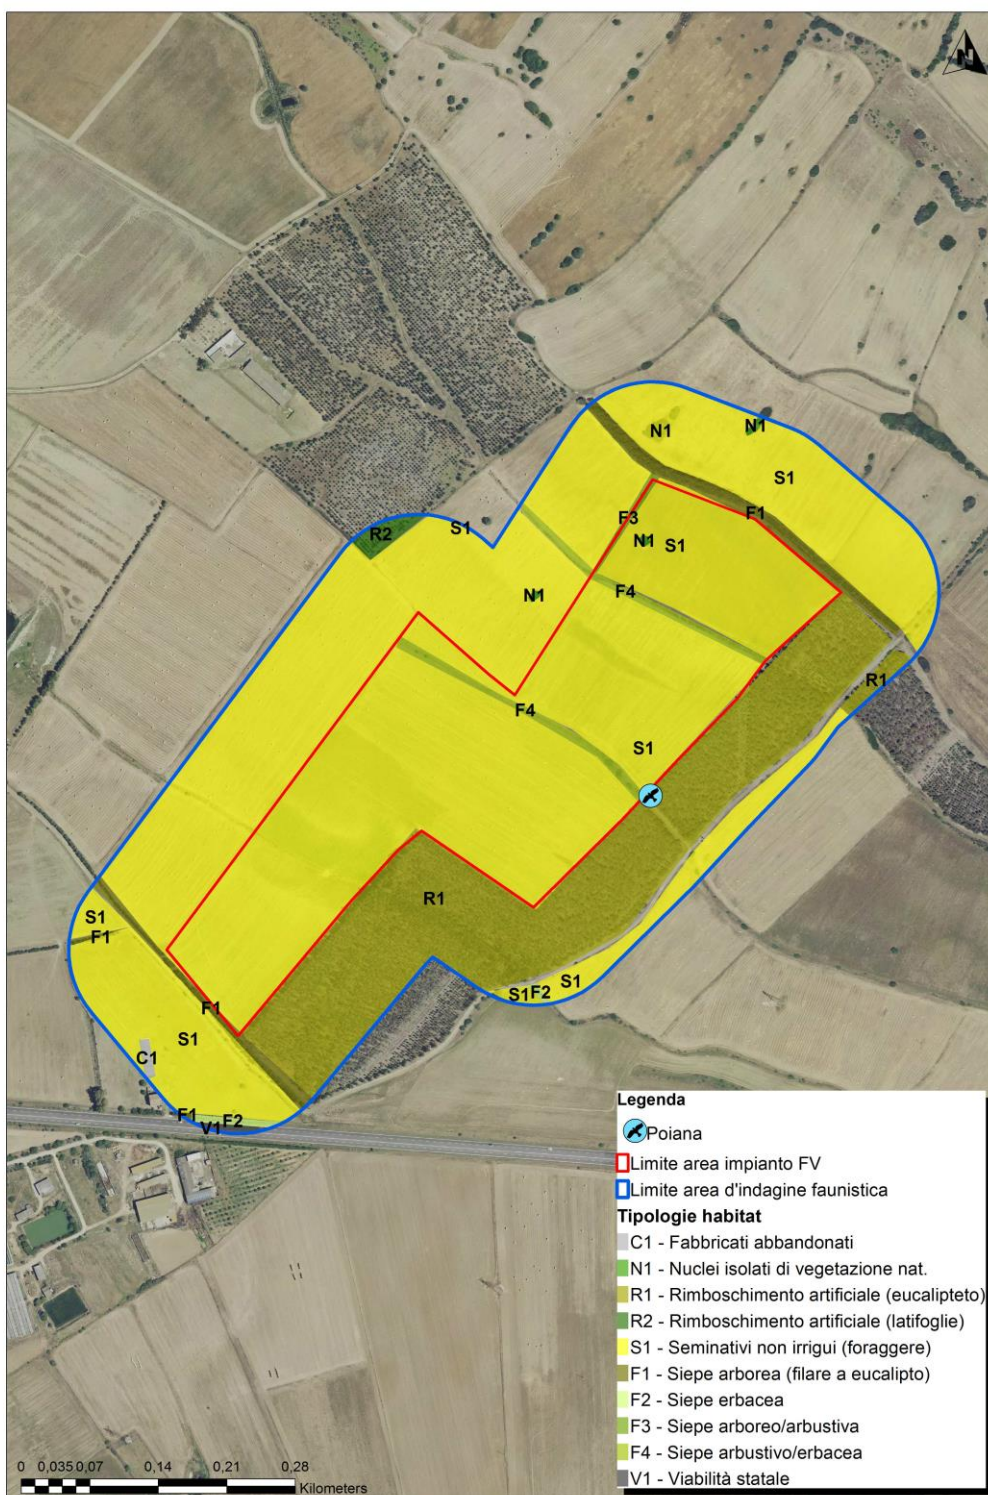 N
N1
N1
S1
F1
R2
S1
F3
N1
S1
N1
F4
R1
F4
S1
R1
S1
F1
F1
S1
S1
S1 F2
C1
F1
F2
V1
Legenda
Poiana
Limite area impianto FV
Limite area d'indagine faunistica
Tipologie habitat
C1 - Fabbricati abbandonati
N1 - Nuclei isolati di vegetazione nat.
R1 - Rimboschimento artificiale (eucalipteto)
R2 - Rimboschimento artificiale (latifoglie)
S1 - Seminativi non irrigui (foraggere)
F1 - Siepe arborea (filare a eucalipto)
F2 - Siepe erbacea
F3 - Siepe arboreo/arbustiva
F4 - Siepe arbustivo/erbacea
V1 - Viabilità statale
0 0,035 0,07 0,14 0,21 0,28
Kilometers